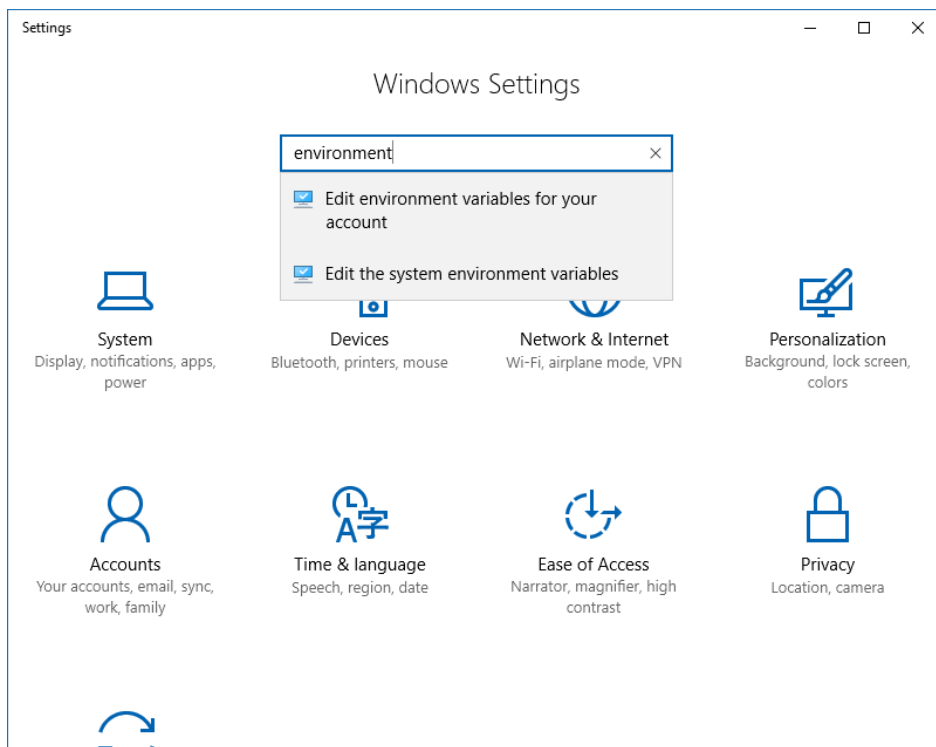 Settings
Windows Settings
environment
Edit environment variables for your
account
Edit the system environment variables
System
Display, notifications, apps,
power
Devices
Bluetooth, printers, mouse
Network & Internet
Wi-Fi, airplane mode, VPN
Personalization
Background, lock screen,
colors
A字
Accounts
Your accounts, email, sync,
work, family
Time & language
Speech, region, date
Ease of Access
Narrator, magnifier, high
contrast
Privacy
Location, camera